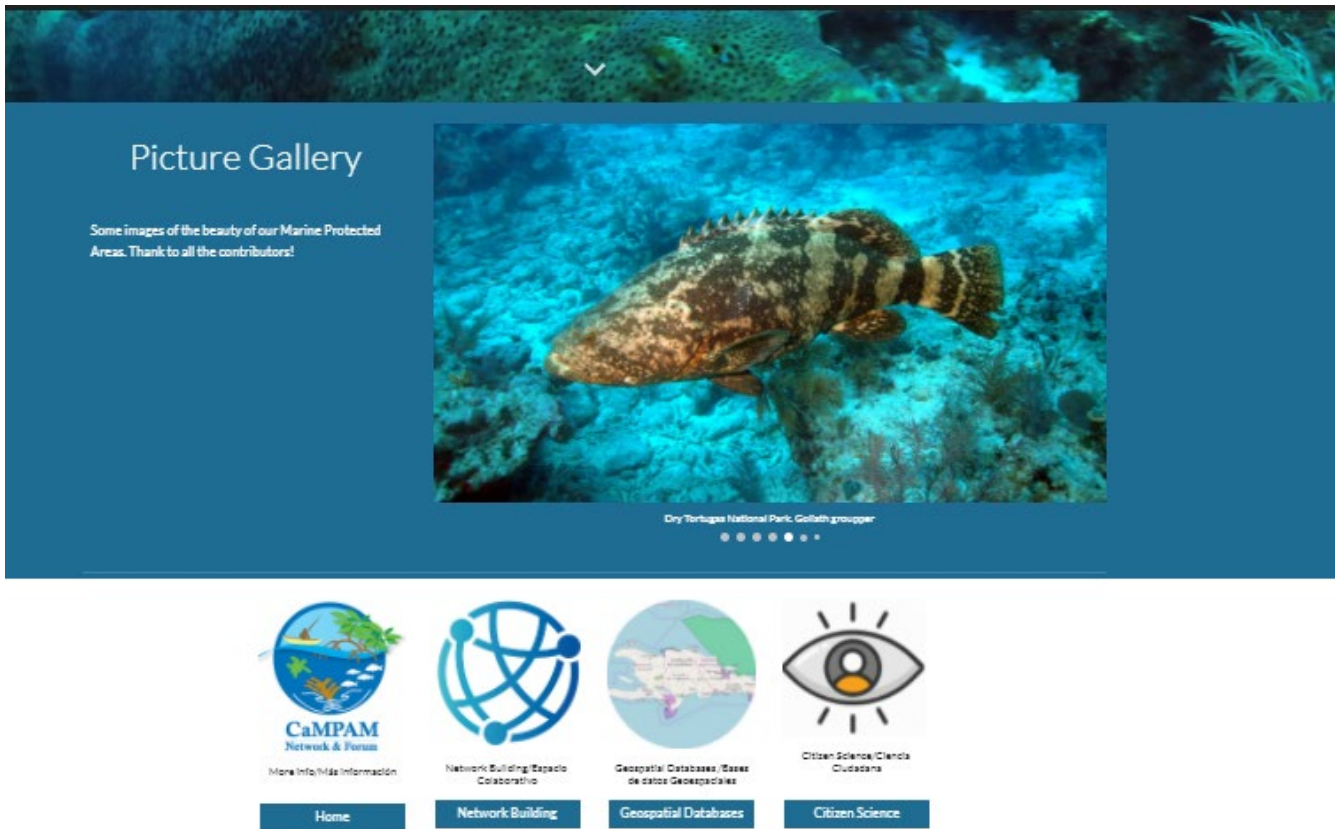 Picture Gallery
Some images of the beauty of our Marine Protected
Areas. Thank to all the contributors!
Dry Tortugas National Park. Goliath groupper
CaMPAM
Network & Forum
More Info/Más Información
Network Building/Espacio
Colaborativo
Geospatial Databases /Bases
de datos Geoespaciales
Citizen Science/Ciencia
Ciudadana
Home
Network Building
Geospatial Databases
Citizen Science